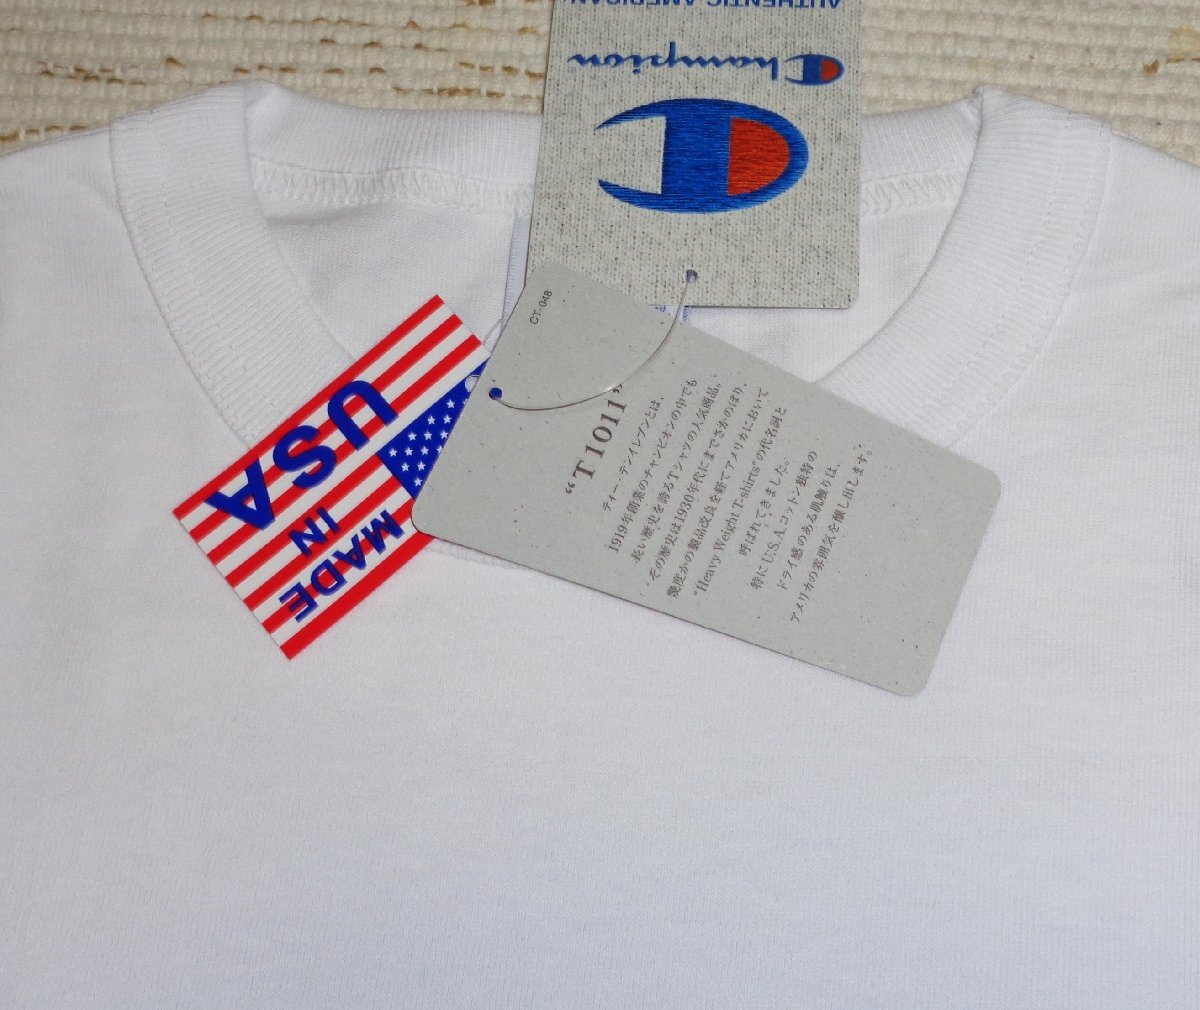 AUTHENTIC AMERICAN
Champion
MADE
IN
USA
CT-048
“T1011”
ティー・テンイレブンとは、
1919年創業のチャンピオンの中でも
長い歴史を誇るTシャツの人気商品。
その歴史は1930年代にまでさかのぼり、
幾度かの製品改良を経てアメリカにおいて
"Heavy Weight T-shirts"の代名詞と
呼ばれてきました。
特にU.S.A.コットン独特の
ドライ感のある肌触りは、
アメリカの雰囲気を醸し出します。